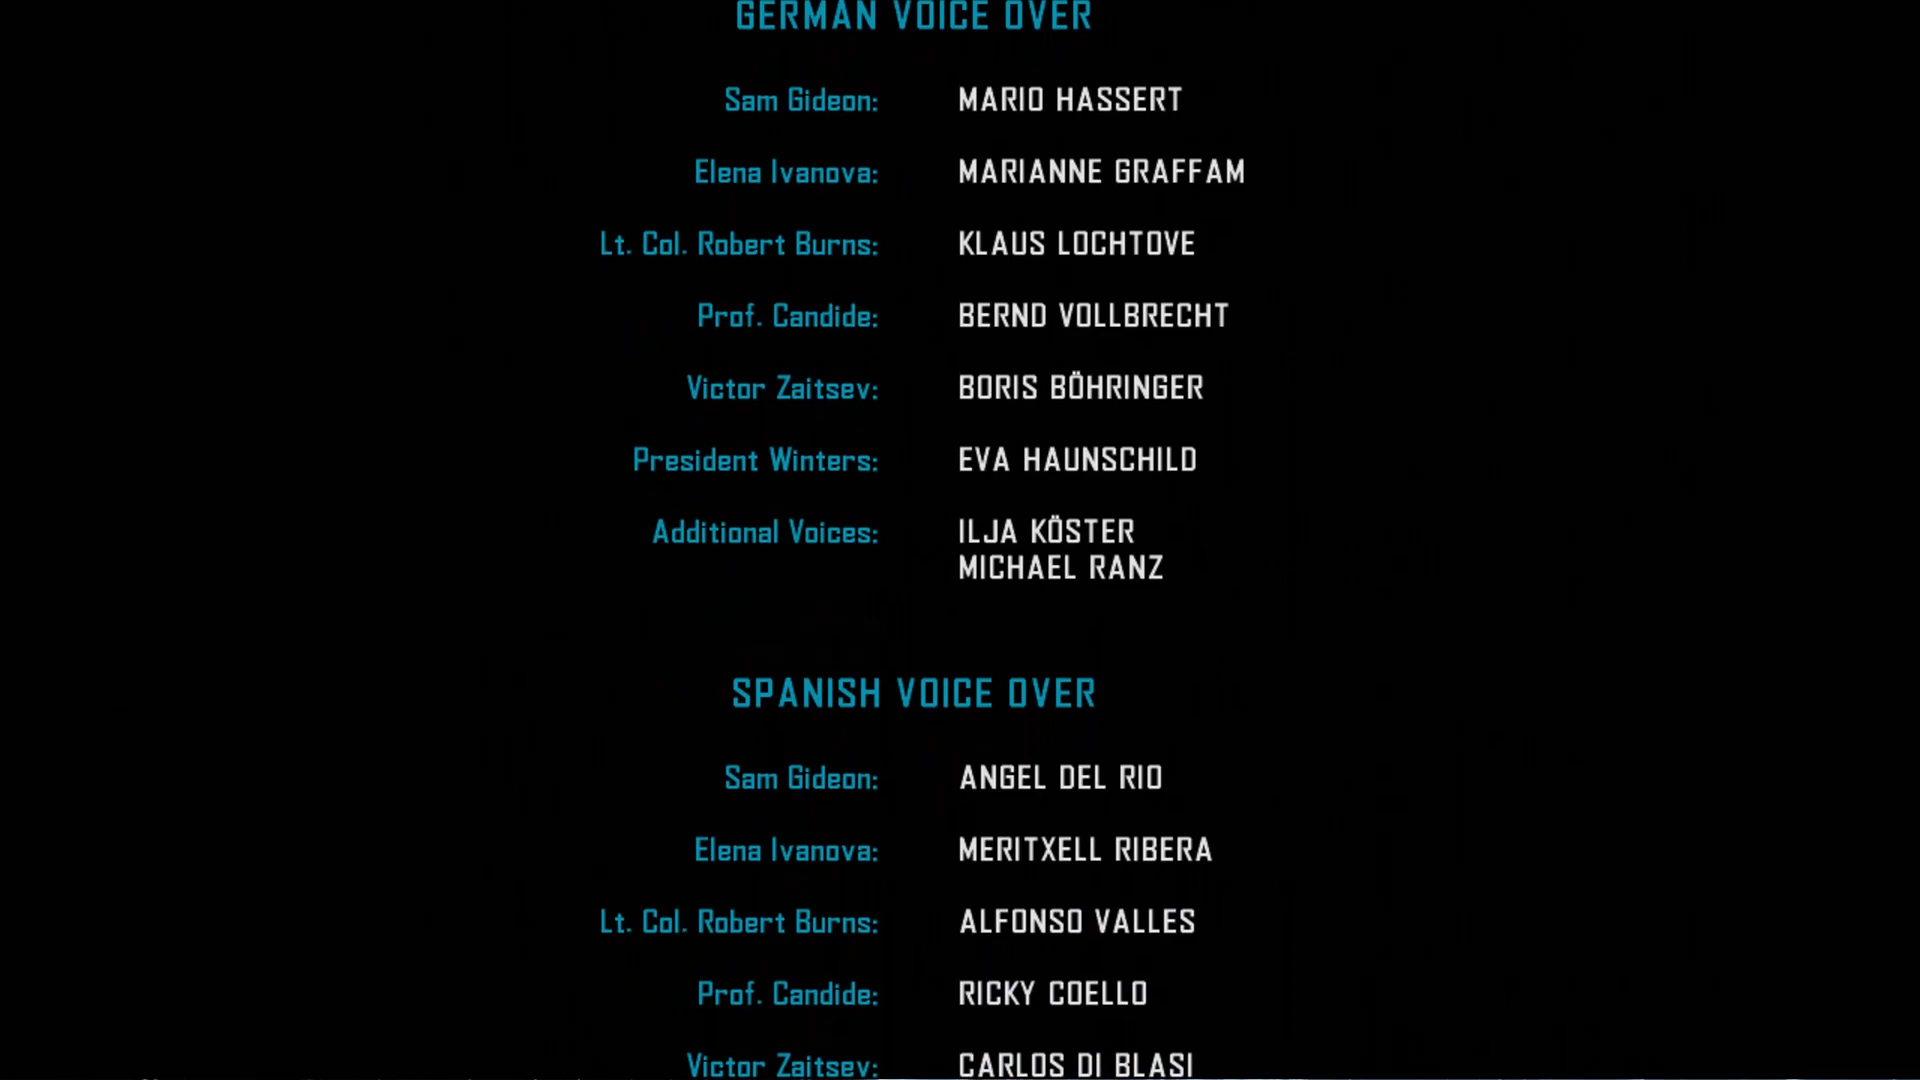 GERMAN VOICE OVER
Sam Gideon: MARIO HASSERT
Elena Ivanova: MARIANNE GRAFFAM
Lt. Col. Robert Burns: KLAUS LOCHTOVE
Prof. Candide: BERND VOLLBRECHT
Victor Zaitsev: BORIS BÖHRINGER
President Winters: EVA HAUNSCHILD
Additional Voices: ILJA KÖSTER
MICHAEL RANZ
SPANISH VOICE OVER
Sam Gideon: ANGEL DEL RIO
Elena Ivanova: MERITXELL RIBERA
Lt. Col. Robert Burns: ALFONSO VALLES
Prof. Candide: RICKY COELLO
Victor Zaitsev: CARLOS DI BLASI